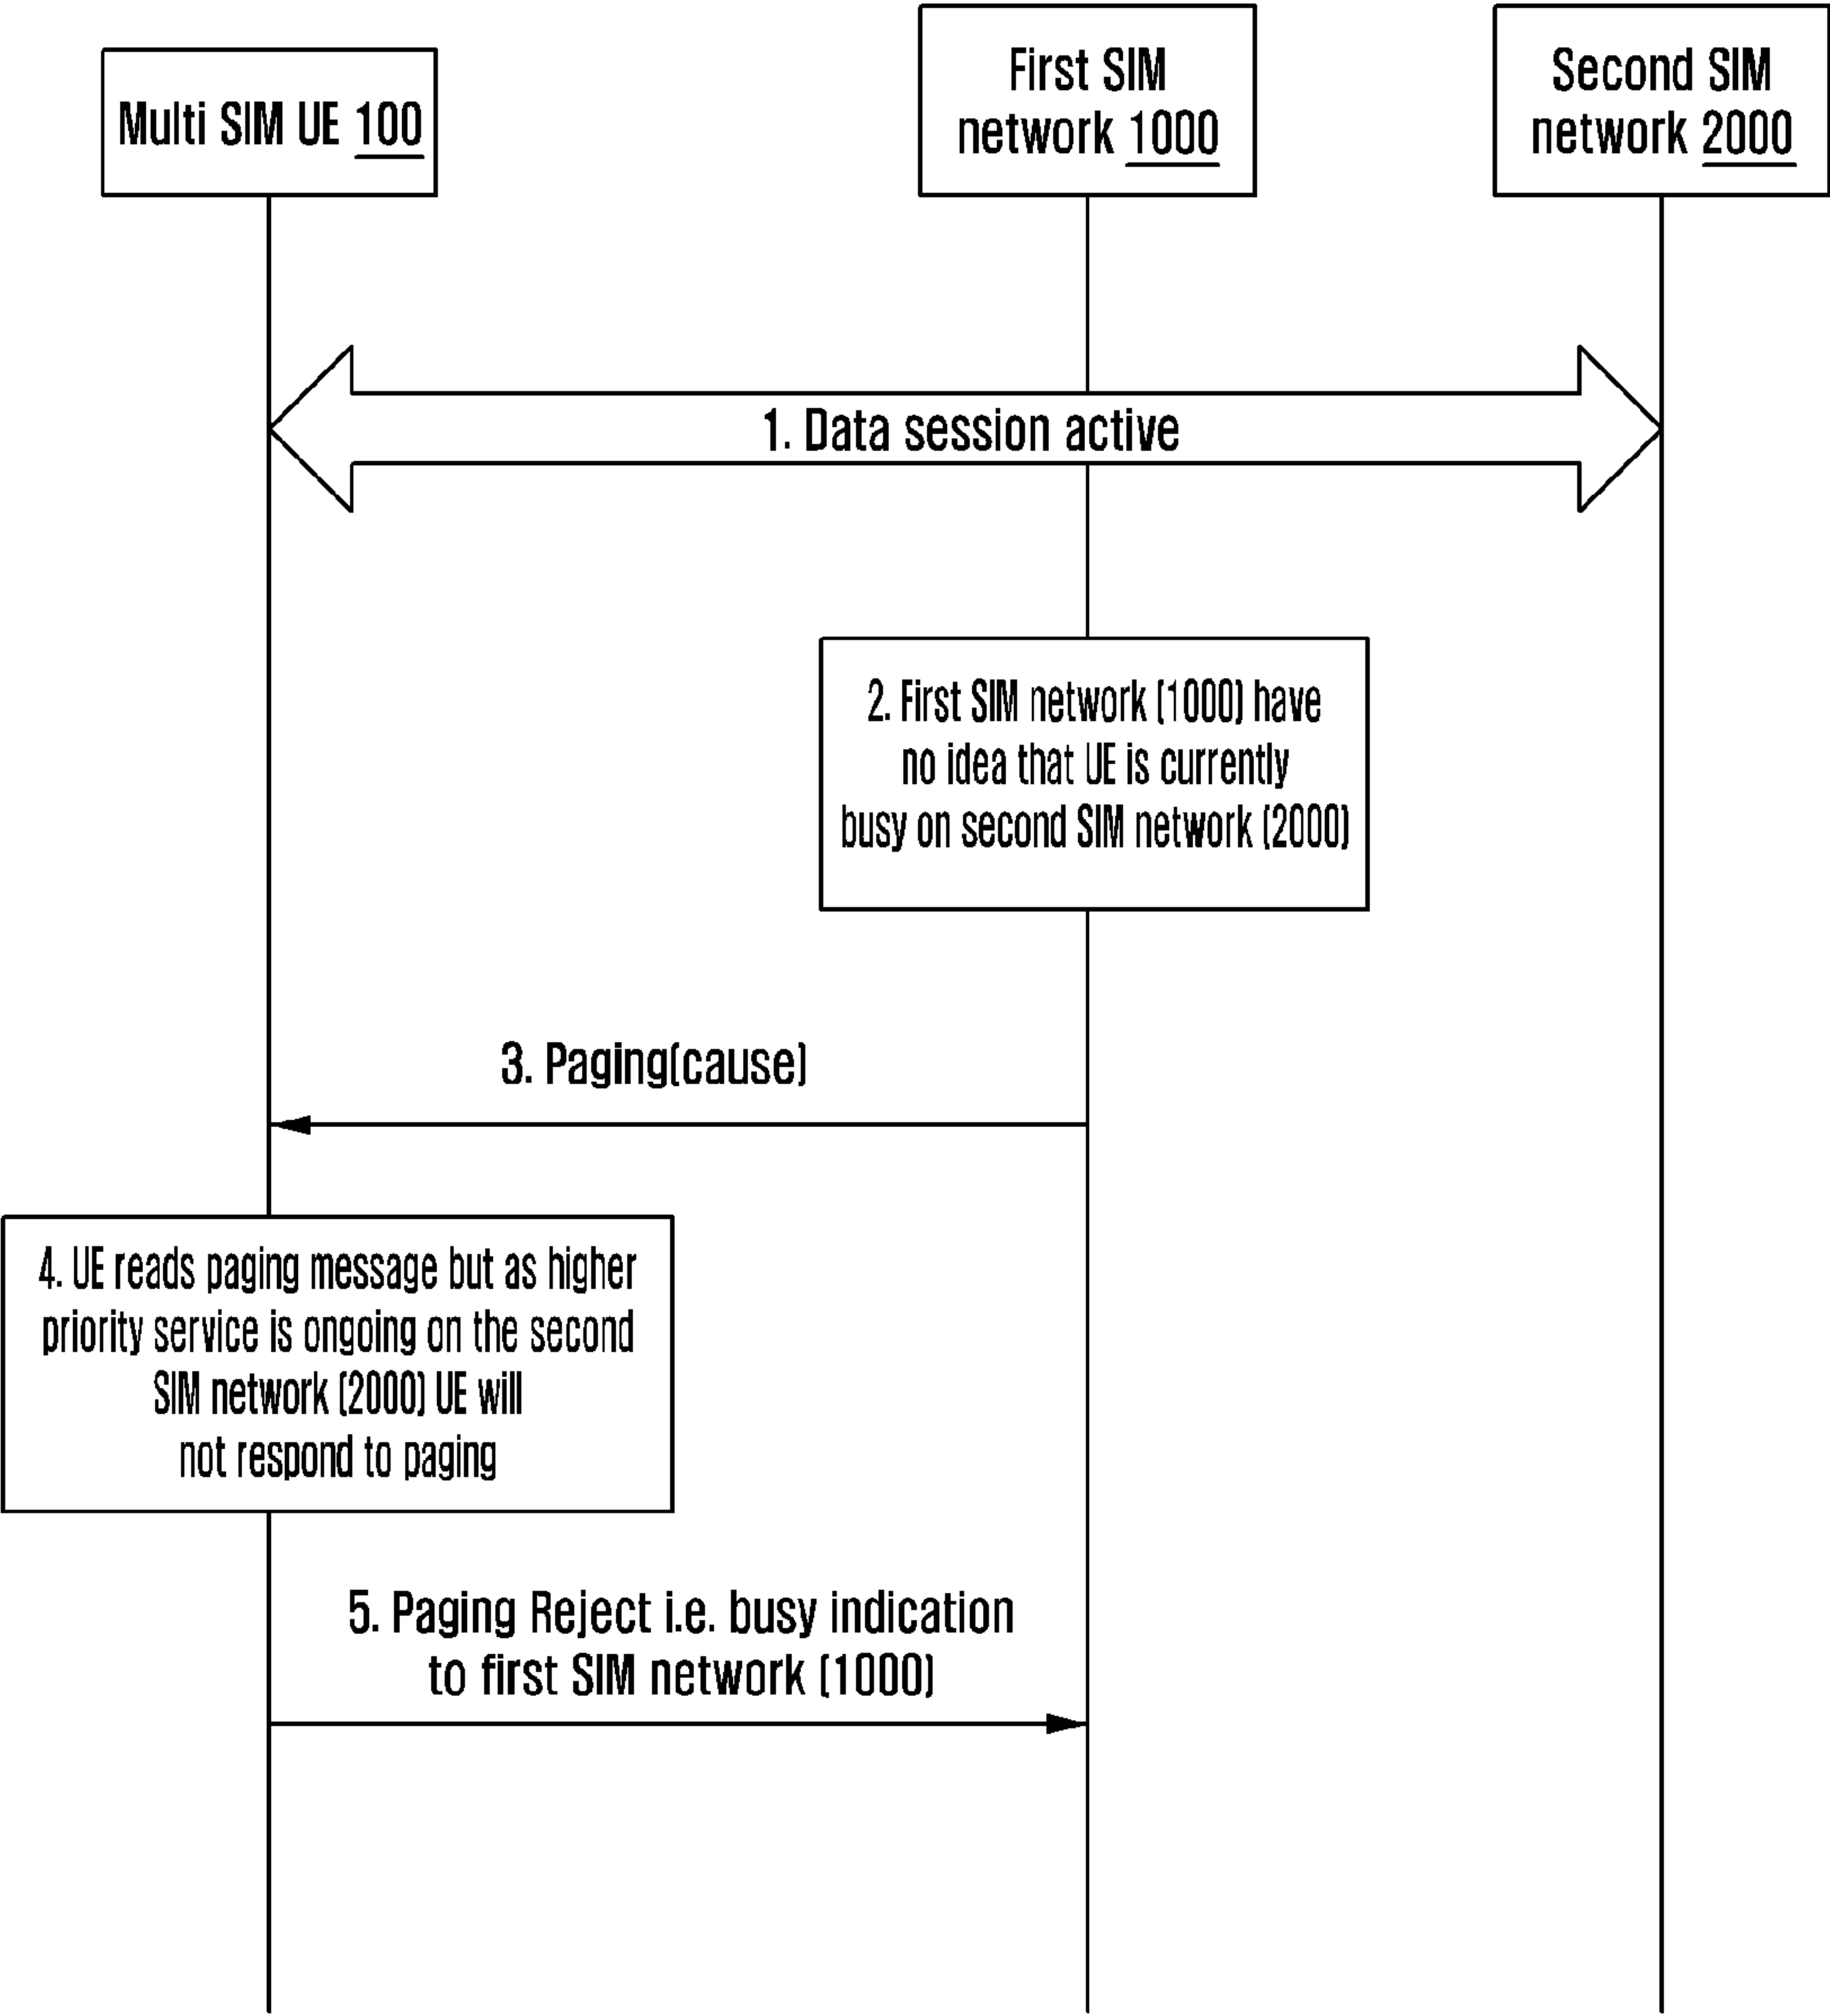 Multi SIM UE 100
First SIM
network 1000
Second SIM
network 2000
1. Data session active
2. First SIM network (1000) have
no idea that UE is currently
busy on second SIM network (2000)
3. Paging(cause)
4. UE reads paging message but as higher
priority service is ongoing on the second
SIM network (2000) UE will
not respond to paging
5. Paging Reject i.e. busy indication
to first SIM network (1000)